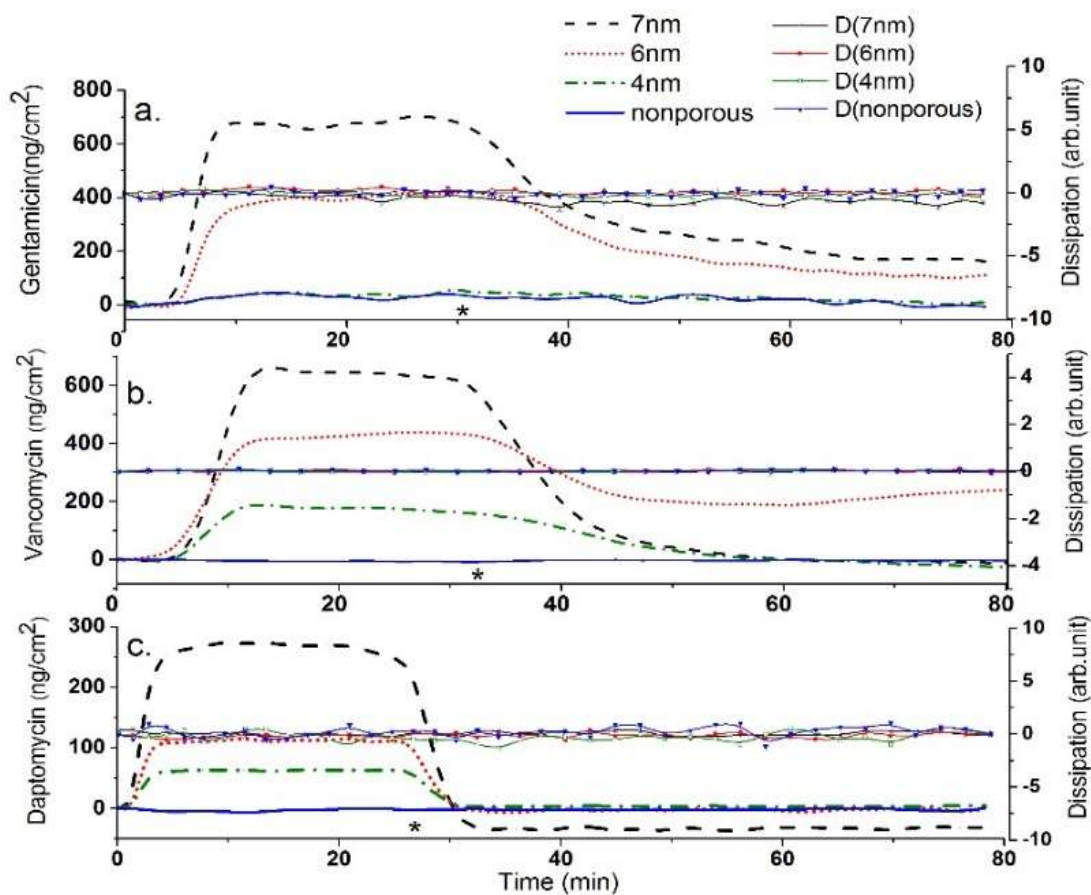 7nm
D(7nm)
6nm
D(6nm)
4nm
D(4nm)
nonporous
D(nonporous)
a.
Gentamicin(ng/cm²)
800
600
400
200
0
10
5
0
-5
-10
Dissipation (arb.unit)
*
0 20 40 60 80
b.
Vancomycin (ng/cm²)
600
400
200
0
4
2
0
-2
-4
Dissipation (arb.unit)
*
0 20 40 60 80
c.
Daptomycin (ng/cm²)
300
200
100
0
10
5
0
-5
-10
Dissipation (arb.unit)
*
0 20 40 60 80
Time (min)